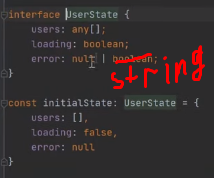 interface UserState {
    users: any[];
    loading: boolean;
    error: null | boolean;
string
}
const initialState: UserState = {
    users: [],
    loading: false,
    error: null